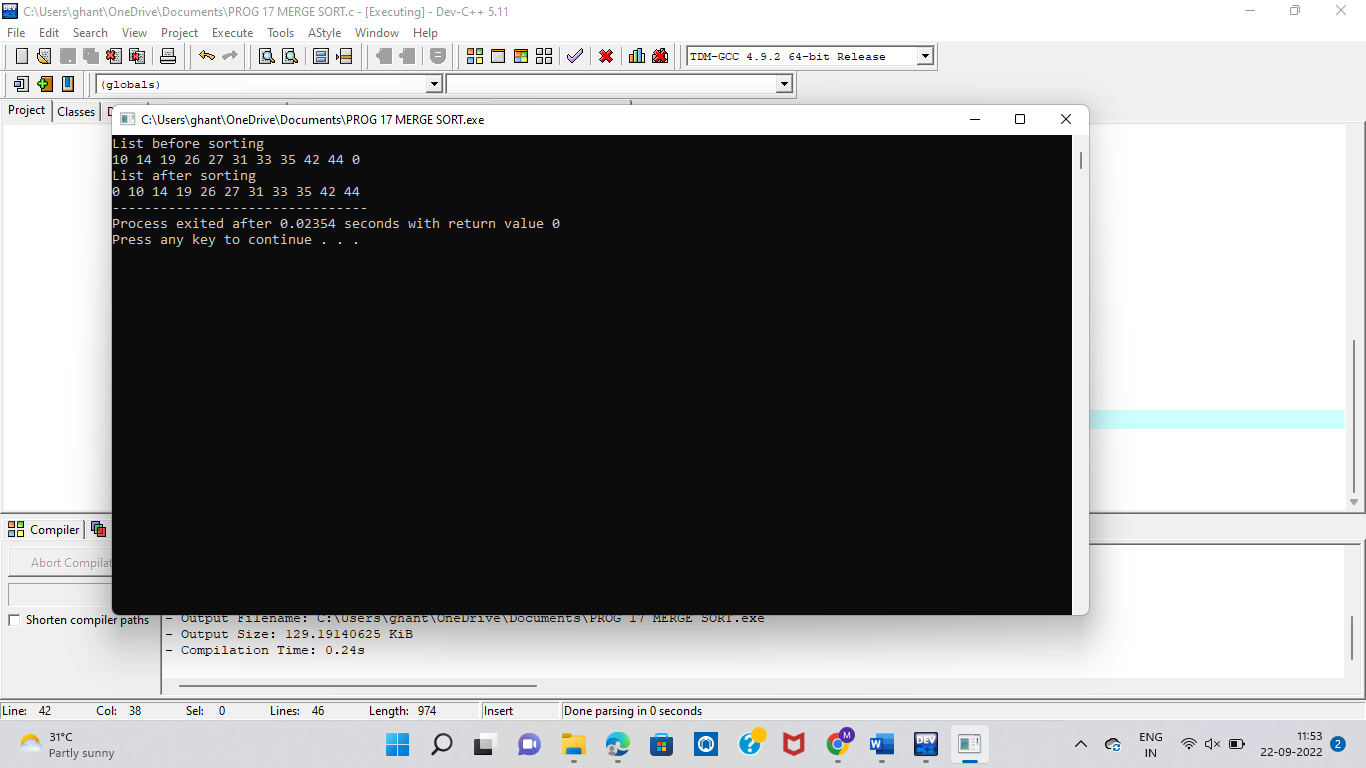 C:\Users\ghant\OneDrive\Documents\PROG 17 MERGE SORT.c - [Executing] - Dev-C++ 5.11
File Edit Search View Project Execute Tools AStyle Window Help
TDM-GCC 4.9.2 64-bit Release
(globals)
Project Classes
C:\Users\ghant\OneDrive\Documents\PROG 17 MERGE SORT.exe
List before sorting
10 14 19 26 27 31 33 35 42 44 0
List after sorting
0 10 14 19 26 27 31 33 35 42 44
--------------------------------
Process exited after 0.02354 seconds with return value 0
Press any key to continue . . .
Compiler
Abort Compilat
Shorten compiler paths
- Output Filename: C:\Users\ghant\OneDrive\Documents\PROG 17 MERGE SORT.exe
- Output Size: 129.19140625 KiB
- Compilation Time: 0.24s
Line: 42 Col: 38 Sel: 0 Lines: 46 Length: 974 Insert Done parsing in 0 seconds
31°C
Partly sunny
DEV
M
ENG
IN
11:53
22-09-2022
2